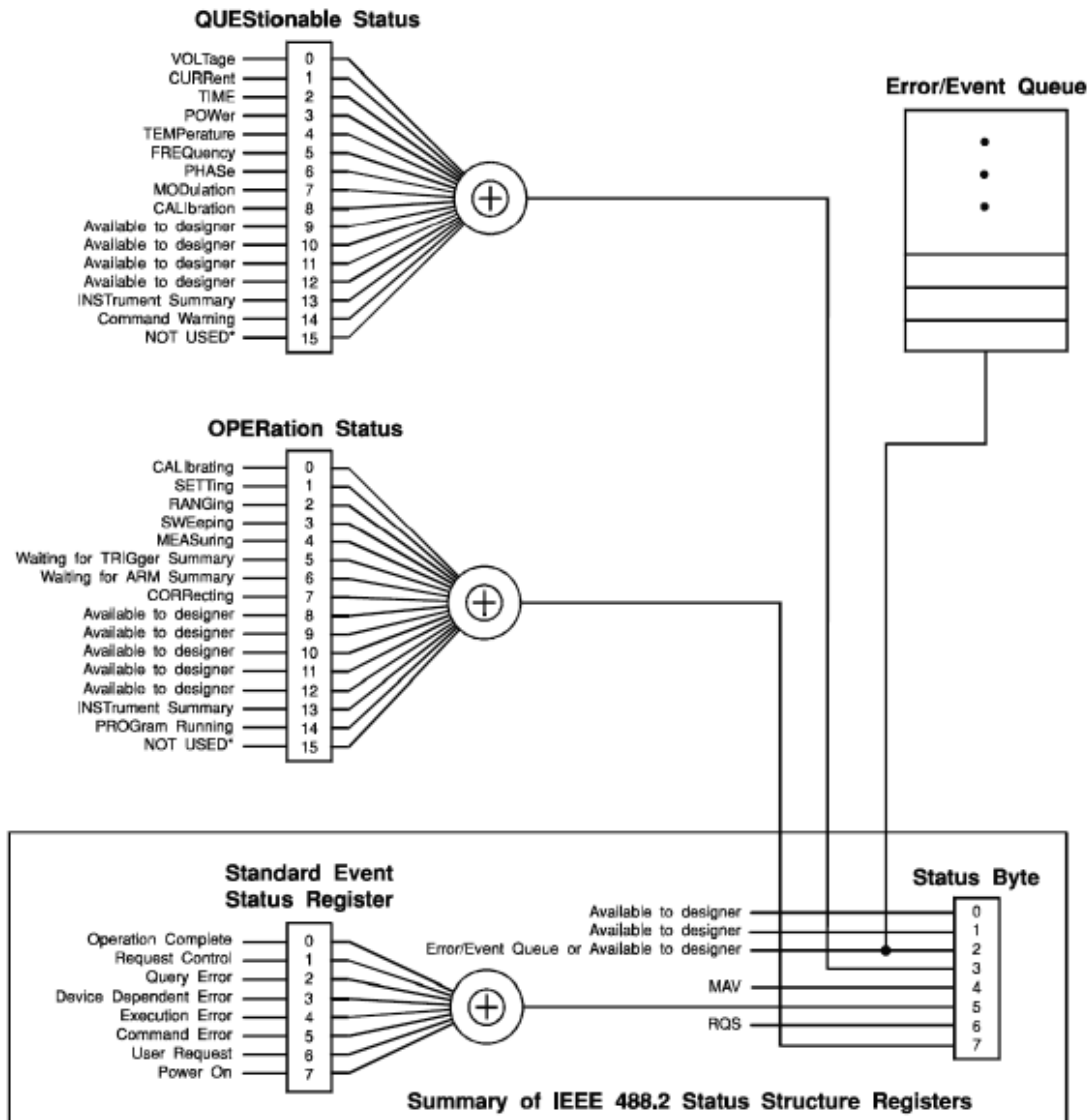 QUEStionable Status
VOLTage 0
CURRent 1
TIME 2
POWer 3
TEMPerature 4
FREQuency 5
PHASe 6
MODulation 7
CALIbration 8
Available to designer 9
Available to designer 10
Available to designer 11
Available to designer 12
INSTrument Summary 13
Command Warning 14
NOT USED* 15
Error/Event Queue
OPERation Status
CALIbrating 0
SETTing 1
RANGing 2
SWEeping 3
MEASuring 4
Waiting for TRIGger Summary 5
Waiting for ARM Summary 6
CORRecting 7
Available to designer 8
Available to designer 9
Available to designer 10
Available to designer 11
Available to designer 12
INSTrument Summary 13
PROGram Running 14
NOT USED* 15
Standard Event
Status Register
Operation Complete 0
Request Control 1
Query Error 2
Device Dependent Error 3
Execution Error 4
Command Error 5
User Request 6
Power On 7
Status Byte
Available to designer 0
Available to designer 1
Error/Event Queue or Available to designer 2
3
MAV 4
5
RQS 6
7
Summary of IEEE 488.2 Status Structure Registers